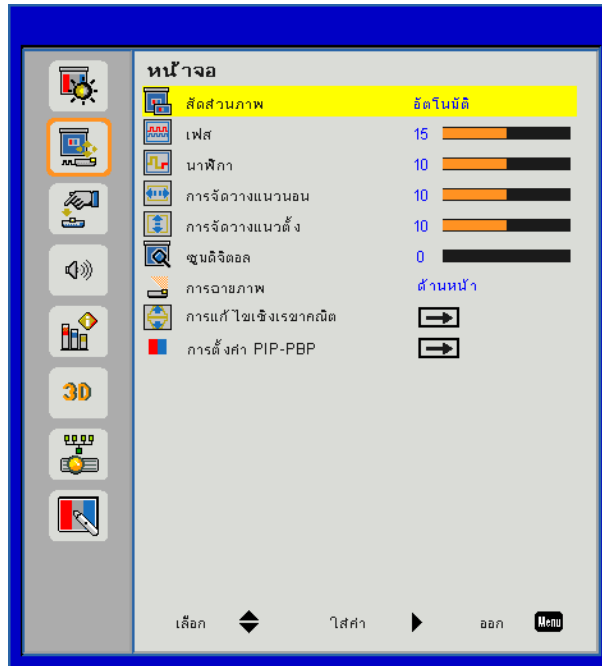 หน้าจอ
สัดส่วนภาพ อัตโนมัติ
เฟส 15
นาฬิกา 10
การจัดวางแนวนอน 10
การจัดวางแนวตั้ง 10
ซูมดิจิตอล 0
การฉายภาพ ด้านหน้า
การแก้ไขเชิงเรขาคณิต
การตั้งค่า PIP-PBP
3D
เลือก ใส่ค่า ออก Menu